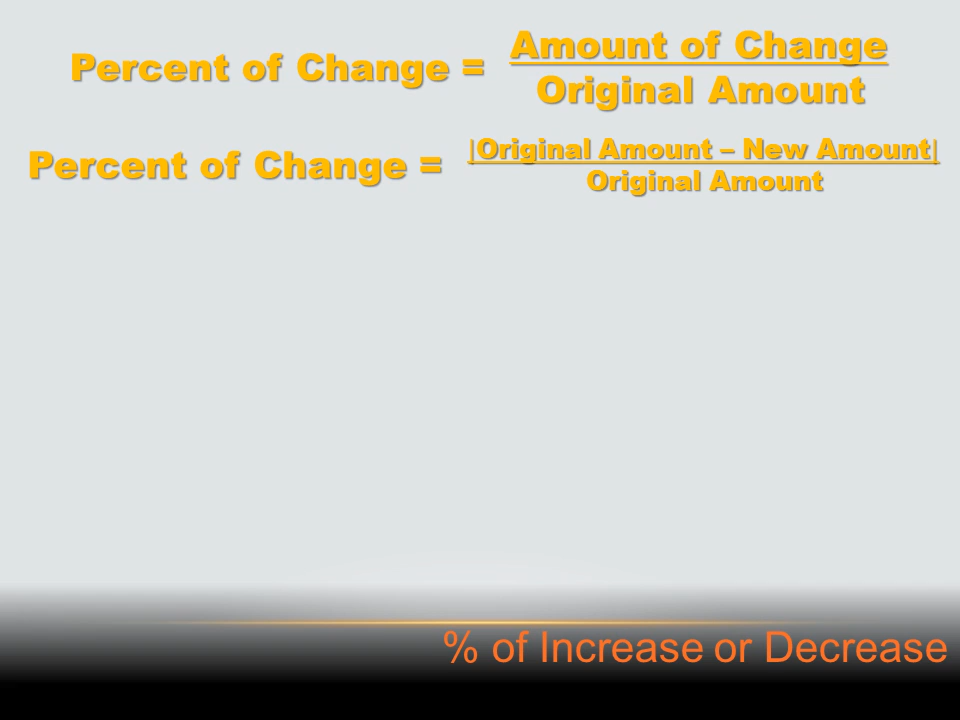 Percent of Change = Amount of Change
Original Amount
Percent of Change = |Original Amount – New Amount|
Original Amount
% of Increase or Decrease